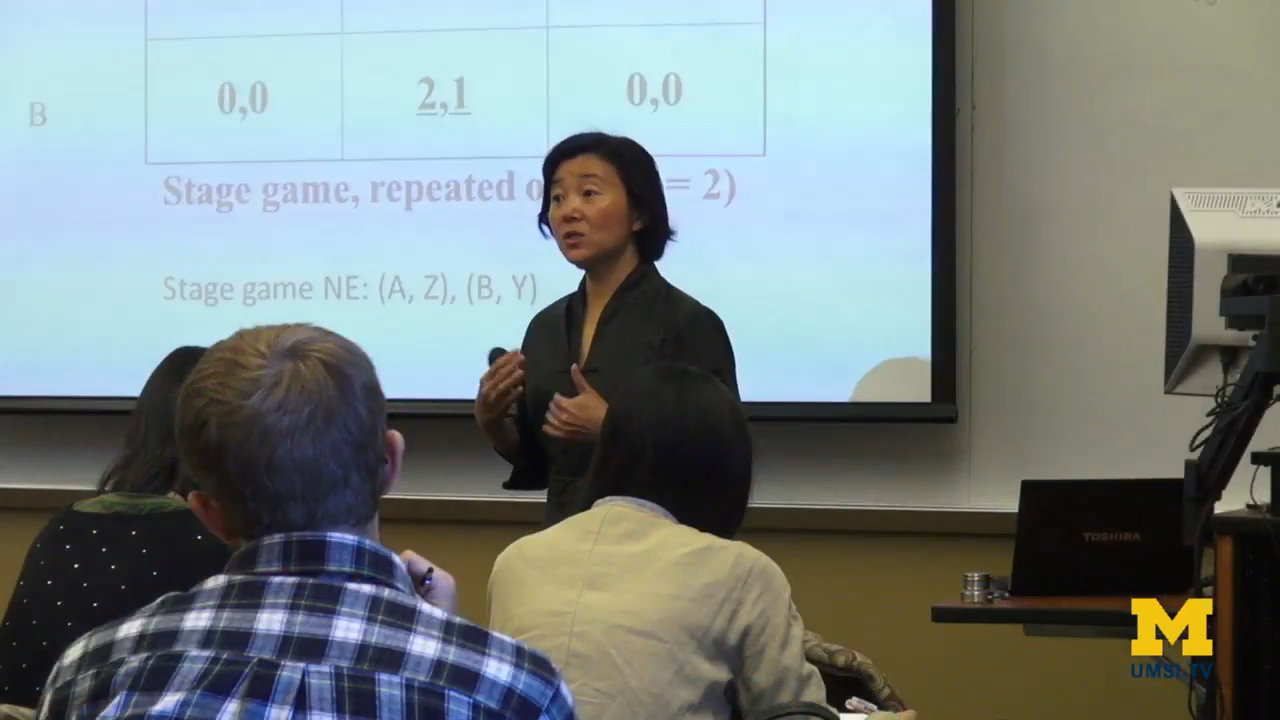 B 0,0 2,1 0,0
Stage game, repeated = 2)
Stage game NE: (A, Z), (B, Y)
TOSHIBA
M
UMSI.TV